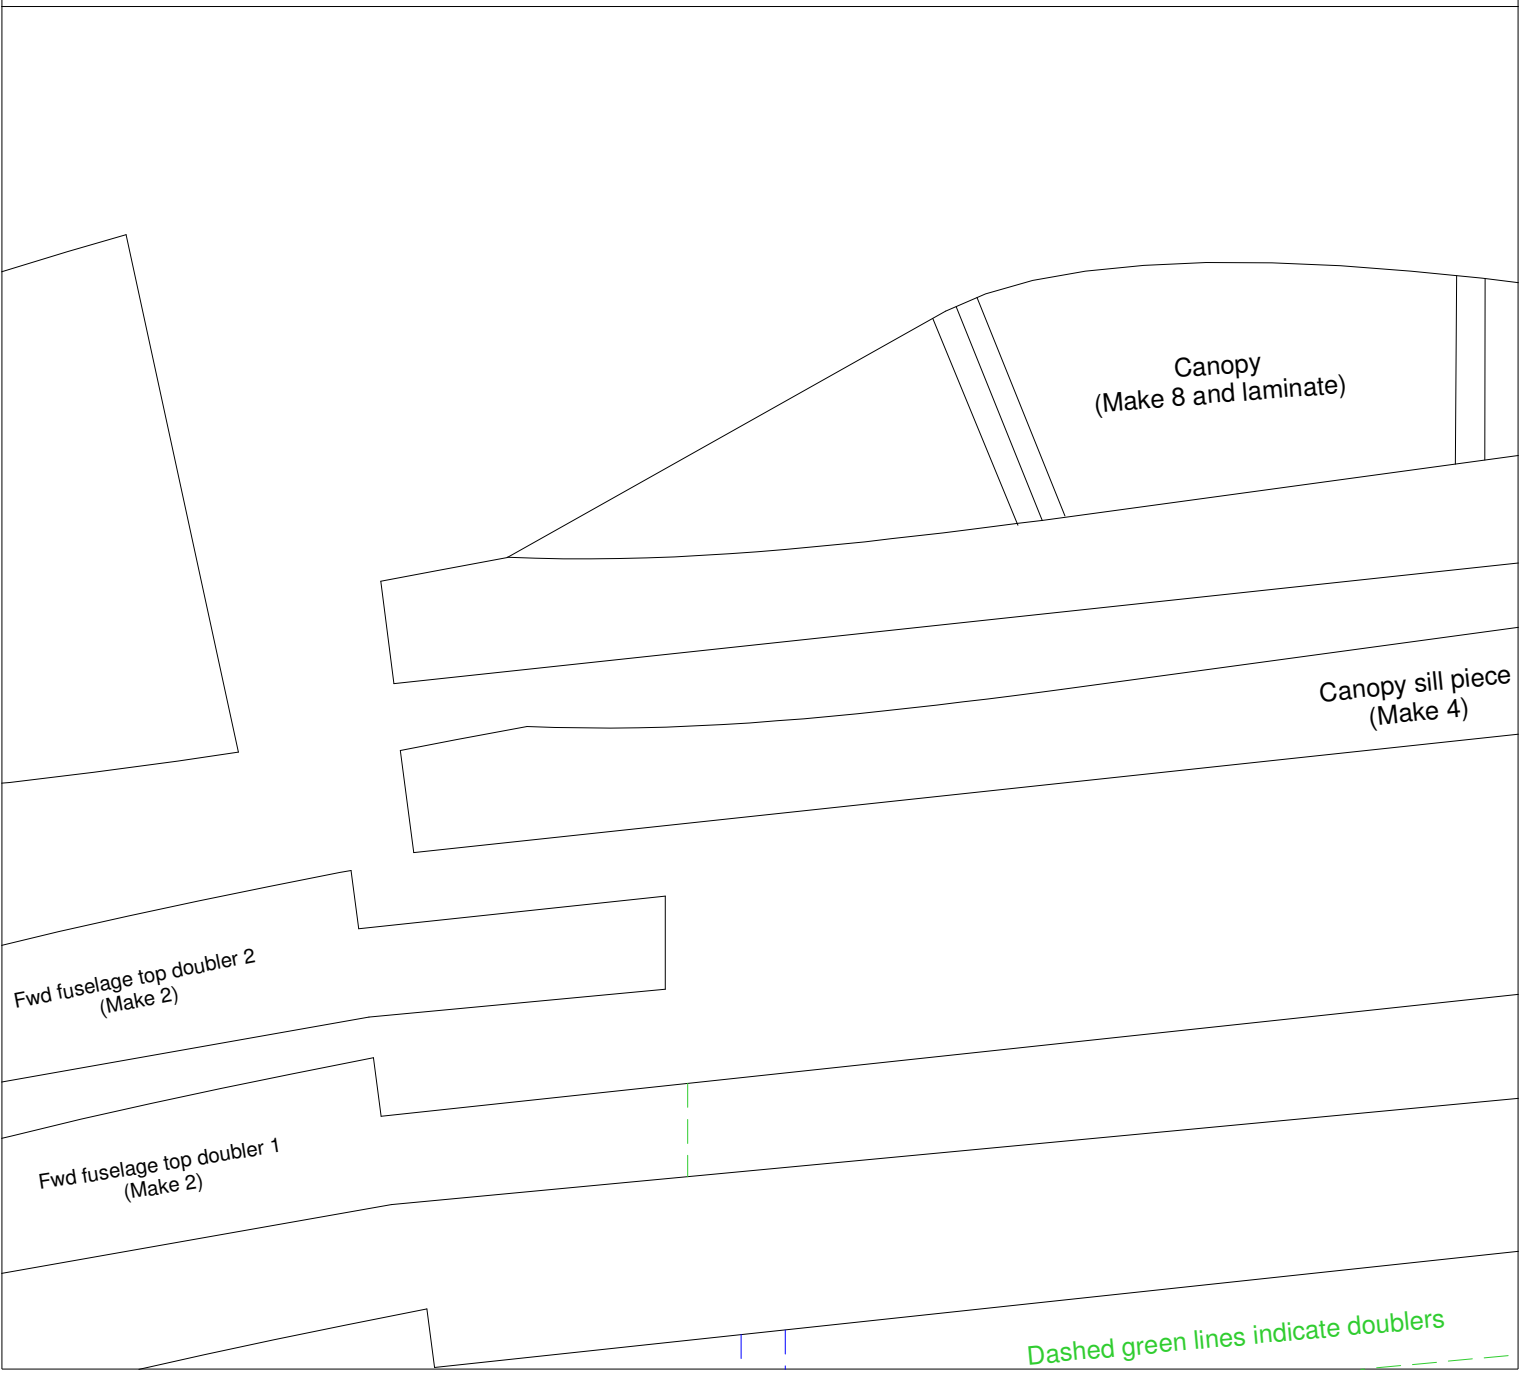 Canopy
(Make 8 and laminate)
Canopy sill piece
(Make 4)
Fwd fuselage top doubler 2
(Make 2)
Fwd fuselage top doubler 1
(Make 2)
Dashed green lines indicate doublers